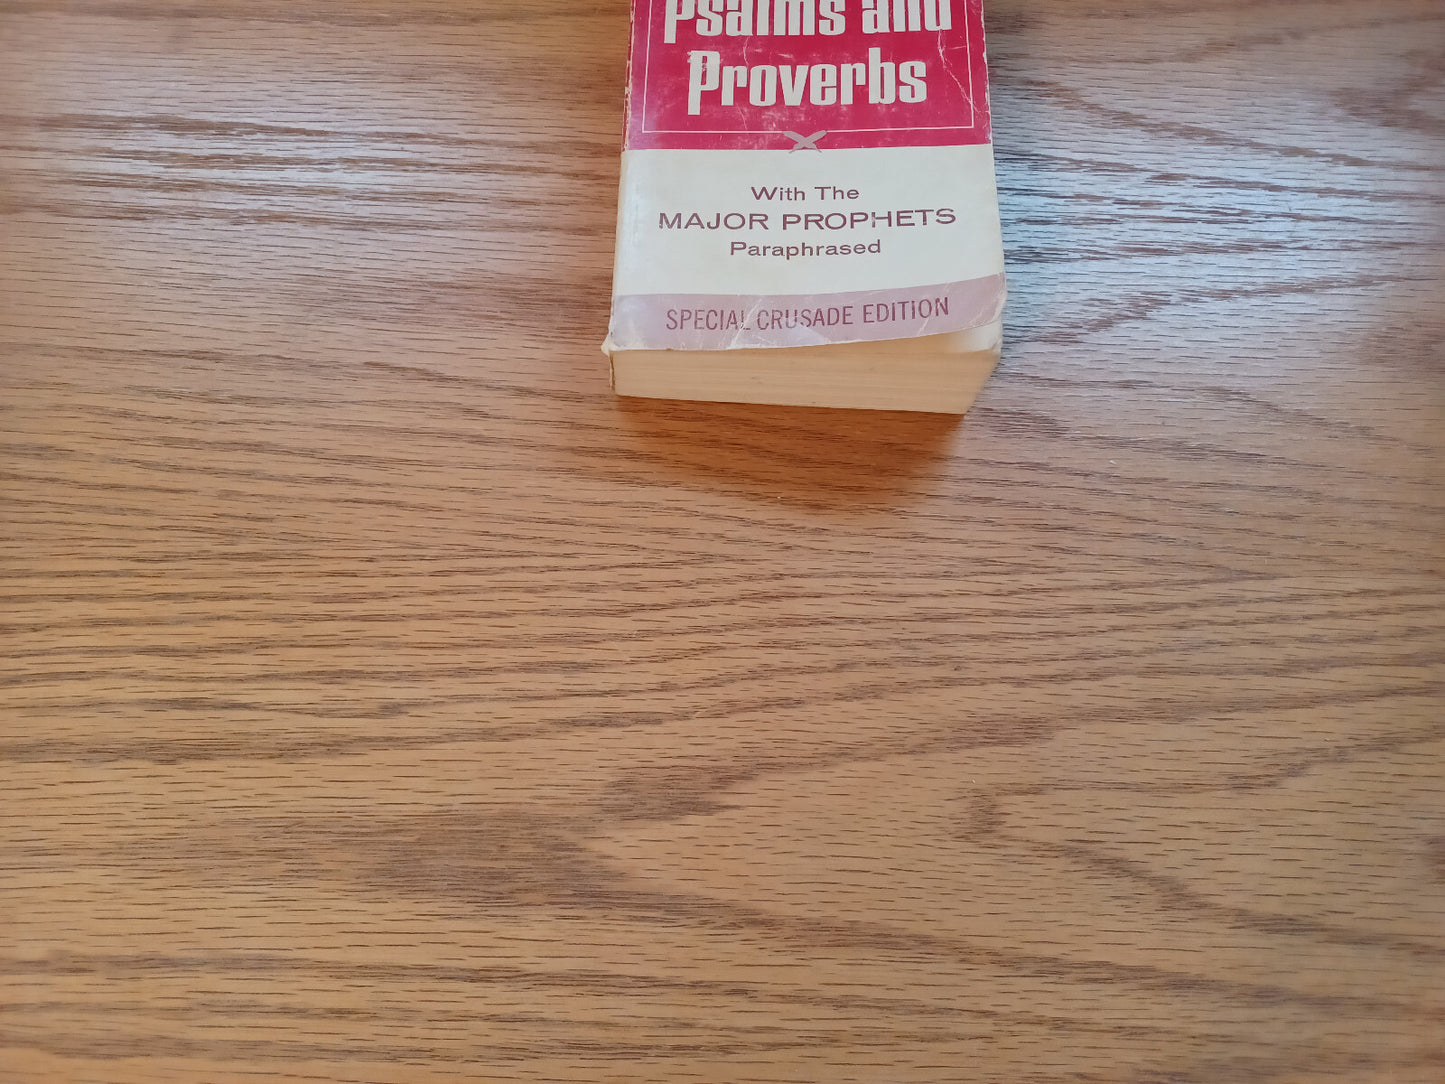 Psalms and
Proverbs
With The
MAJOR PROPHETS
Paraphrased
SPECIAL CRUSADE EDITION